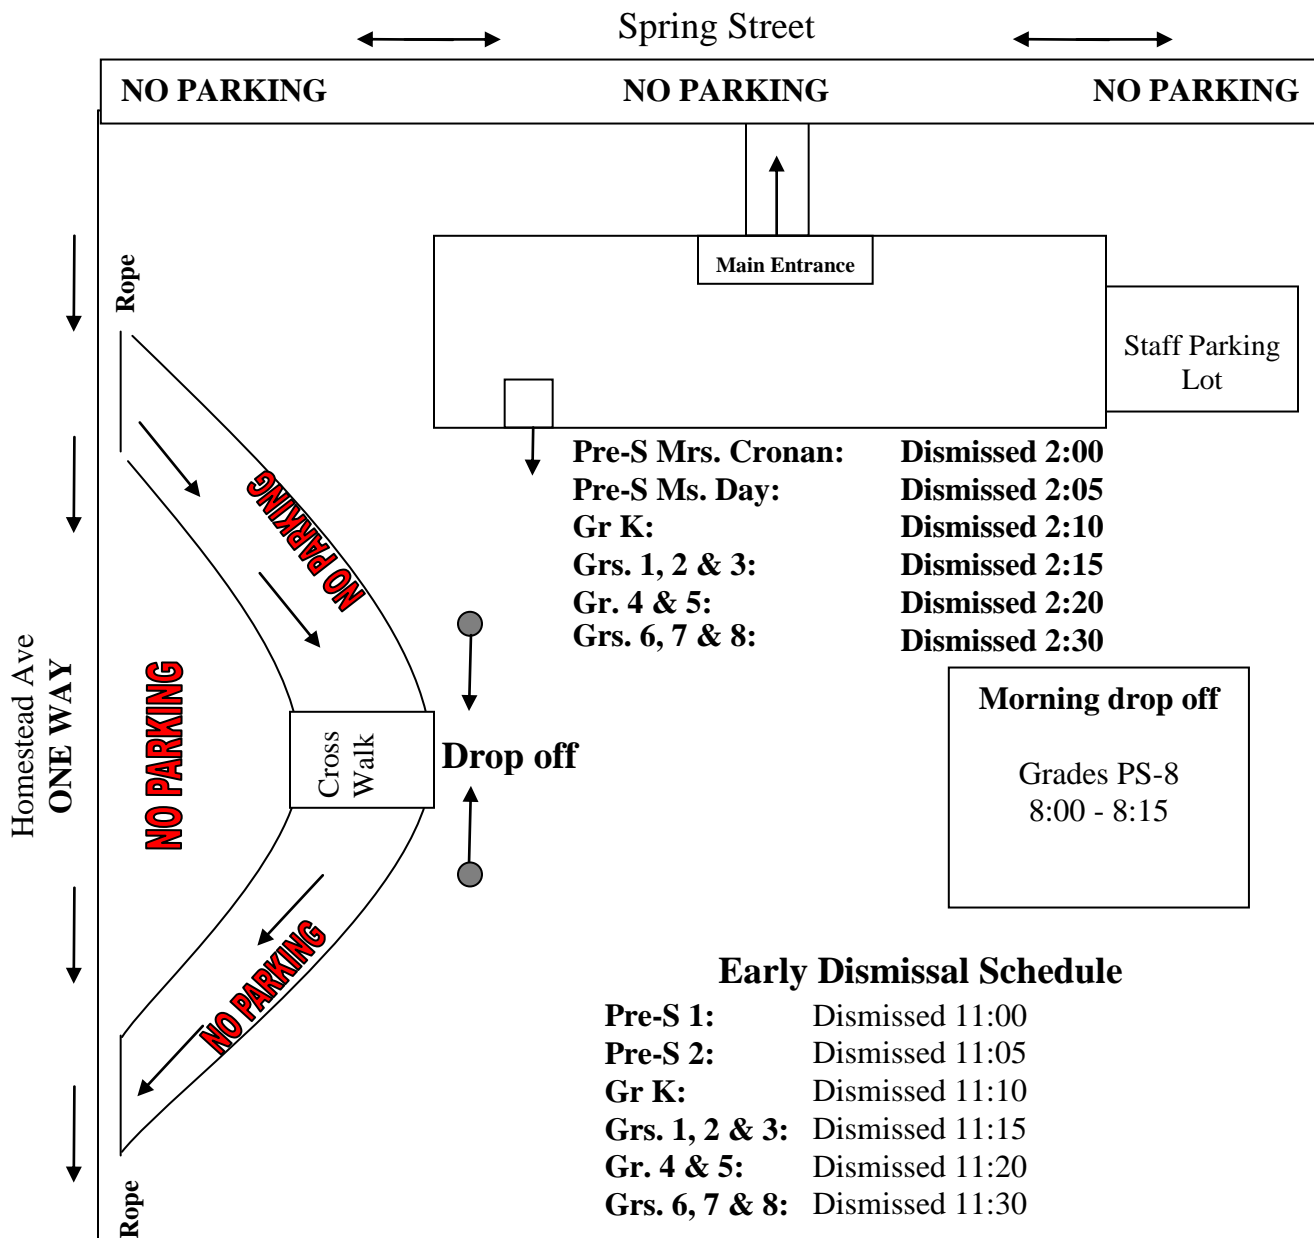 Spring Street
NO PARKING NO PARKING NO PARKING
Main Entrance
Rope
Staff Parking
Lot
Pre-S Mrs. Cronan: Dismissed 2:00
Pre-S Ms. Day: Dismissed 2:05
Gr K: Dismissed 2:10
Grs. 1, 2 & 3: Dismissed 2:15
Gr. 4 & 5: Dismissed 2:20
Grs. 6, 7 & 8: Dismissed 2:30
NO PARKING
Homestead Ave
ONE WAY
NO PARKING
Cross
Walk
Drop off
Morning drop off
Grades PS-8
8:00 - 8:15
NO PARKING
Early Dismissal Schedule
Pre-S 1: Dismissed 11:00
Pre-S 2: Dismissed 11:05
Gr K: Dismissed 11:10
Grs. 1, 2 & 3: Dismissed 11:15
Gr. 4 & 5: Dismissed 11:20
Grs. 6, 7 & 8: Dismissed 11:30
Rope